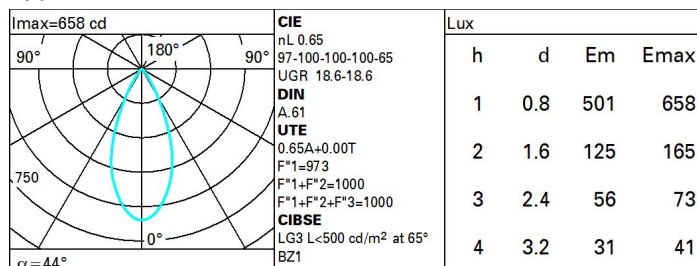 Imax=658 cd
90° 180° 90°
750
0°
α=44°
CIE
nL 0.65
97-100-100-100-65
UGR 18.6-18.6
DIN
A.61
UTE
0.65A+0.00T
F"1=973
F"1+F"2=1000
F"1+F"2+F"3=1000
CIBSE
LG3 L<500 cd/m² at 65°
BZ1
Lux
h d Em Emax
1 0.8 501 658
2 1.6 125 165
3 2.4 56 73
4 3.2 31 41